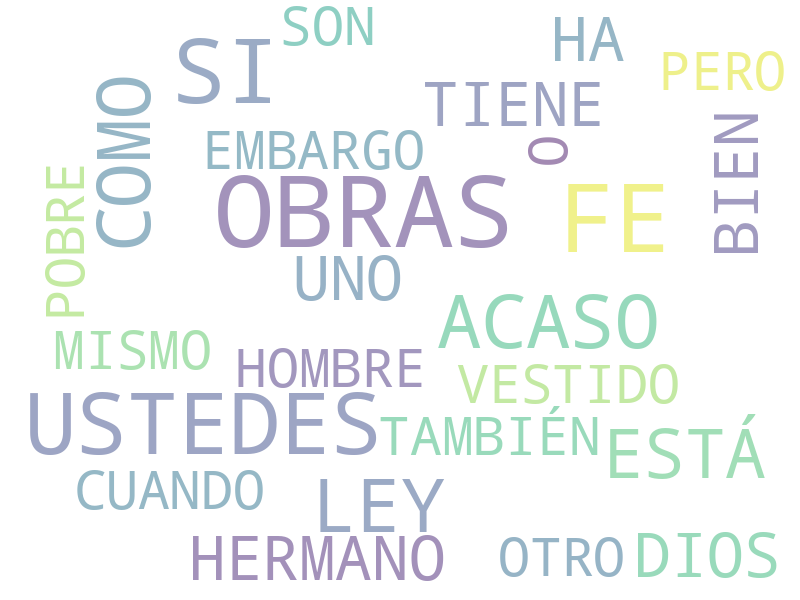 SON
HA
SI
PERO
TIENE
COMO
EMBARGO
O
BIEN
POBRE
OBRAS
FE
UNO
ACASO
MISMO
HOMBRE
VESTIDO
USTEDES
TAMBIÉN
ESTÁ
CUANDO
LEY
HERMANO
OTRO
DIOS